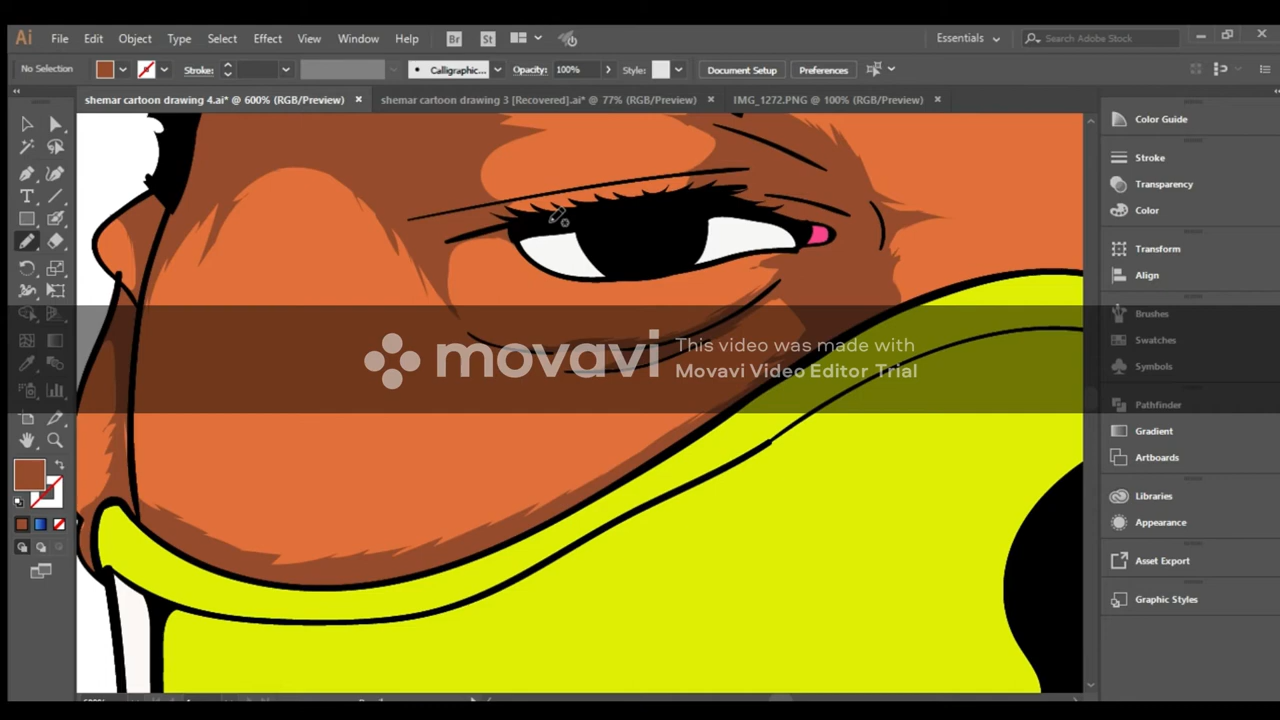 Ai File Edit Object Type Select Effect View Window Help Br St Essentials Search Adobe Stock
No Selection Stroke: Calligraphic... Opacity: 100% Style: Document Setup Preferences
shemar cartoon drawing 4.ai* @ 600% (RGB/Preview) × shemar cartoon drawing 3 [Recovered].ai* @ 77% (RGB/Preview) × IMG_1272.PNG @ 100% (RGB/Preview) ×
Color Guide
Stroke
Transparency
Color
Transform
Align
Brushes
Swatches
Symbols
Pathfinder
Gradient
Artboards
Libraries
Appearance
Asset Export
Graphic Styles
movavi
This video was made with
Movavi Video Editor Trial